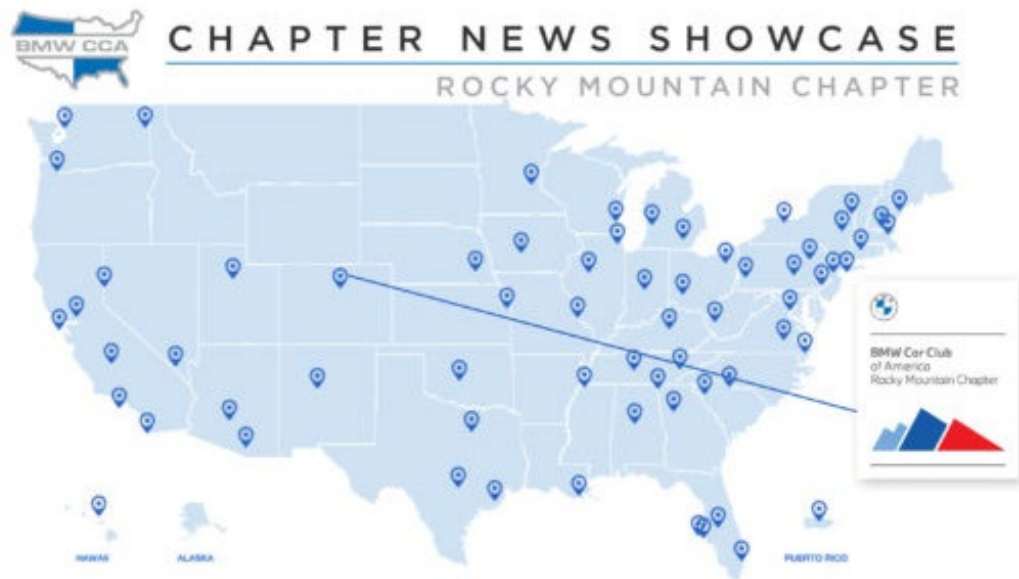 BMW CCA
CHAPTER NEWS SHOWCASE
ROCKY MOUNTAIN CHAPTER
BMW Car Club
of America
Rocky Mountain Chapter
HAWAII
ALASKA
PUERTO RICO